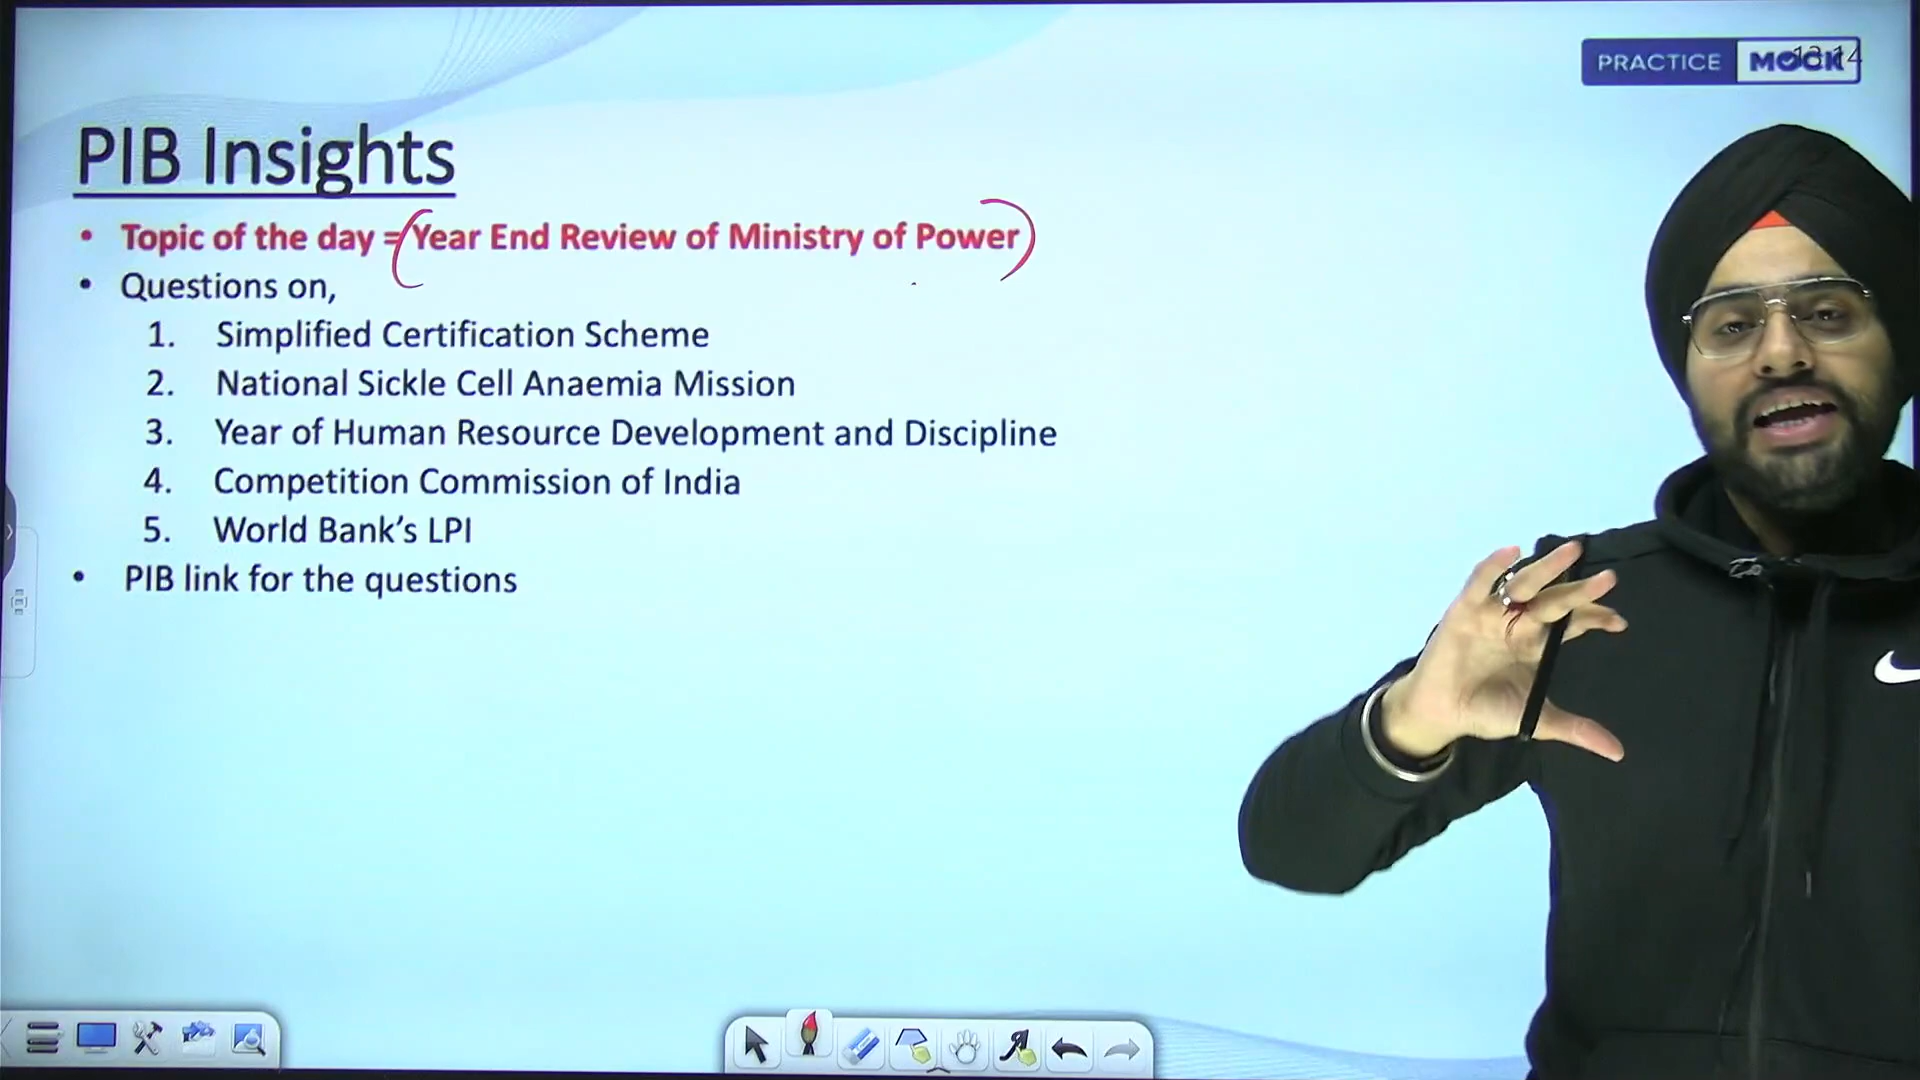 PRACTICE MOCK 13:14
PIB Insights
• Topic of the day = (Year End Review of Ministry of Power)
• Questions on,
1. Simplified Certification Scheme
2. National Sickle Cell Anaemia Mission
3. Year of Human Resource Development and Discipline
4. Competition Commission of India
5. World Bank's LPI
• PIB link for the questions